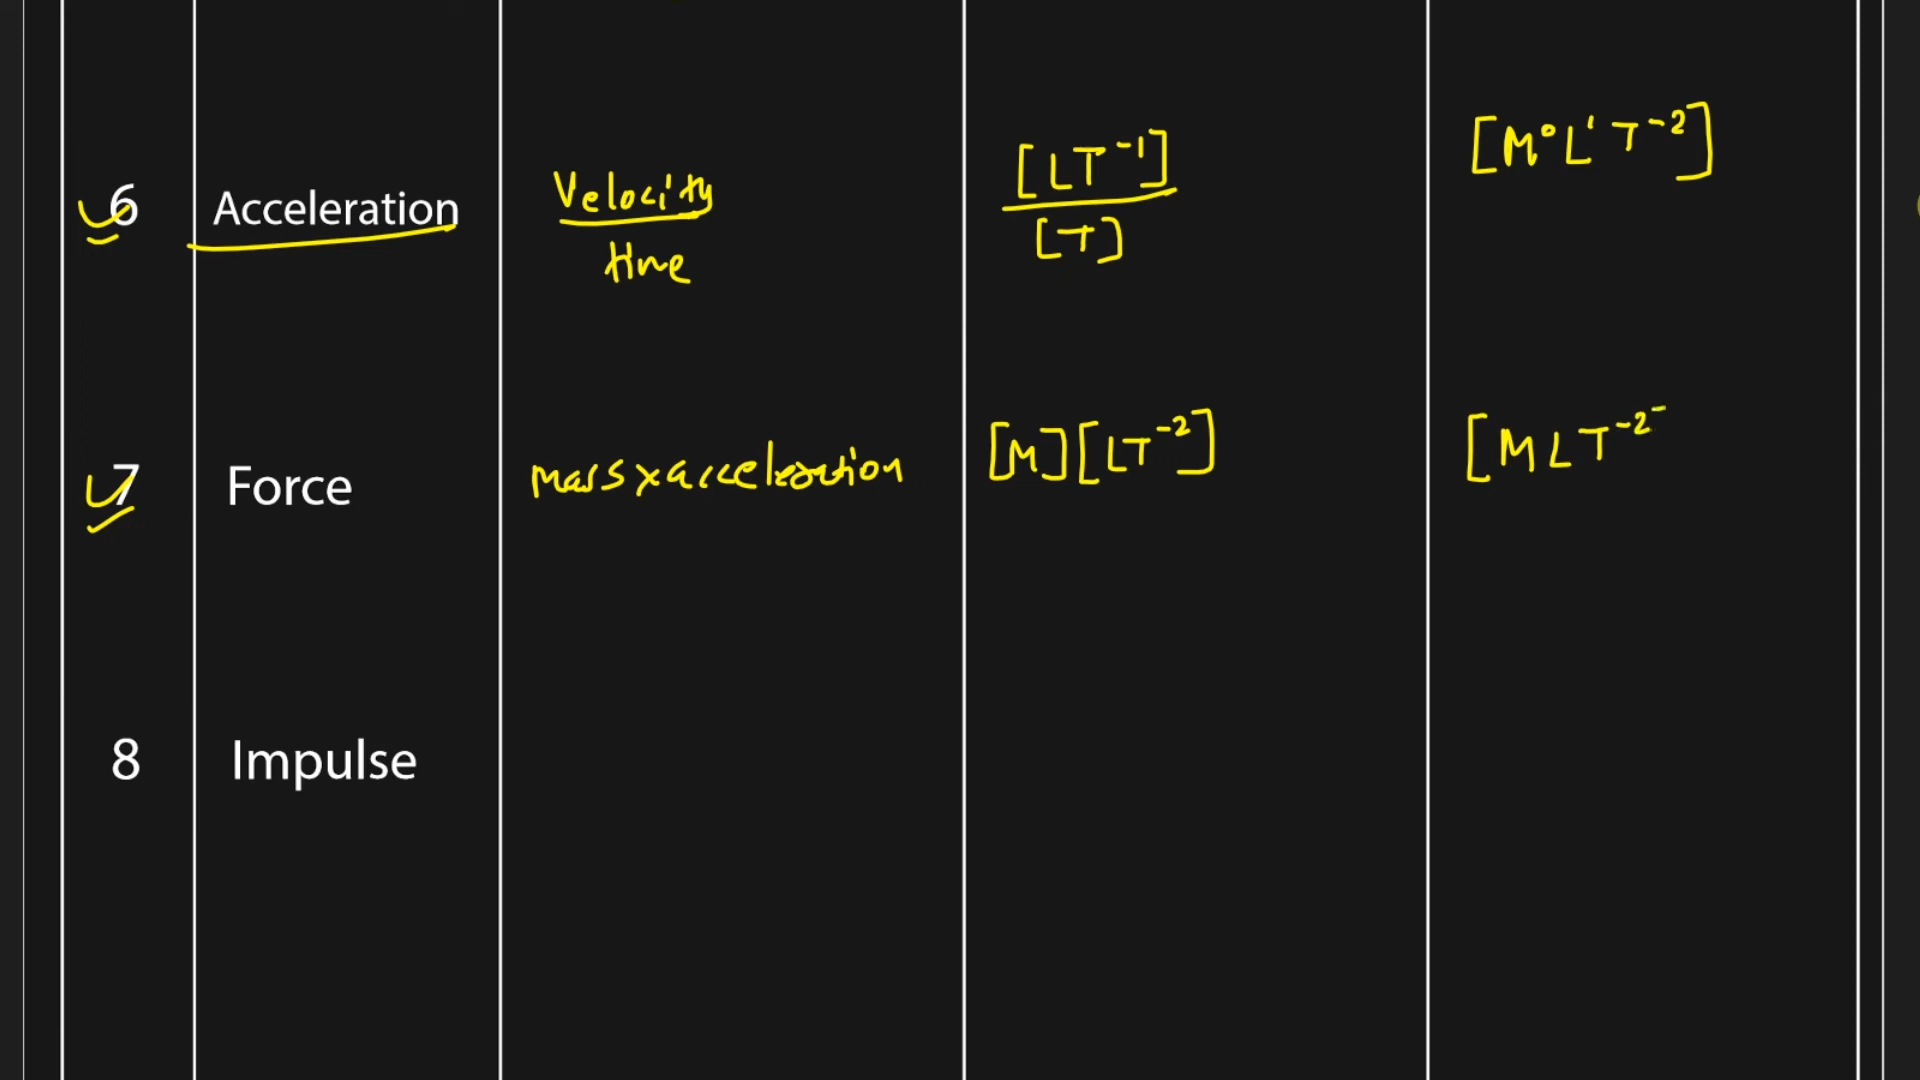 6 Acceleration Velocity / time [LT⁻¹] / [T] [M⁰L¹T⁻²]
7 Force mass x acceleration [M][LT⁻²] [MLT⁻²
8 Impulse